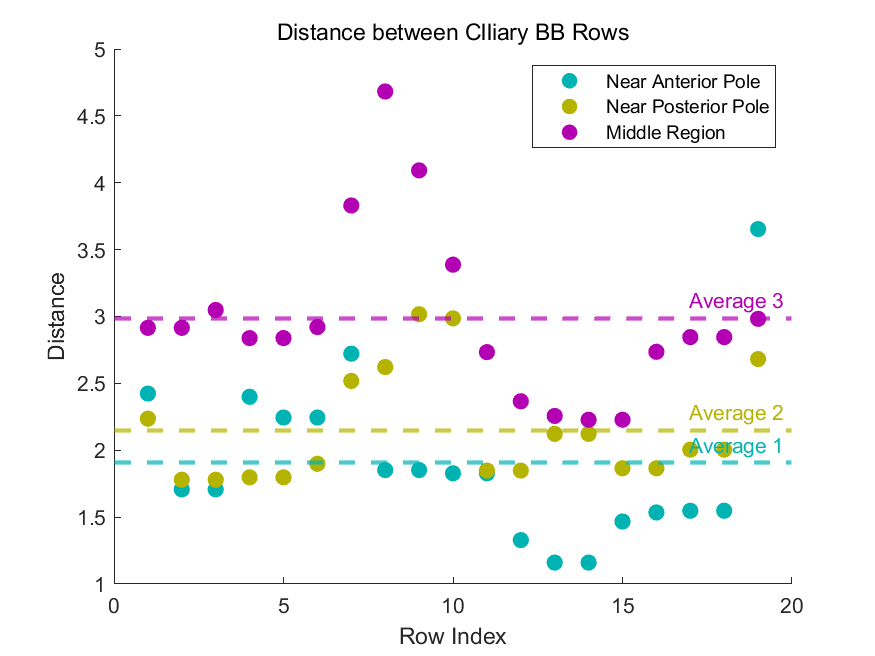 Distance between CIliary BB Rows
Near Anterior Pole
Near Posterior Pole
Middle Region
5
4.5
4
3.5
3
2.5
2
1.5
1
Distance
Average 3
Average 2
Average 1
0
5
10
15
20
Row Index